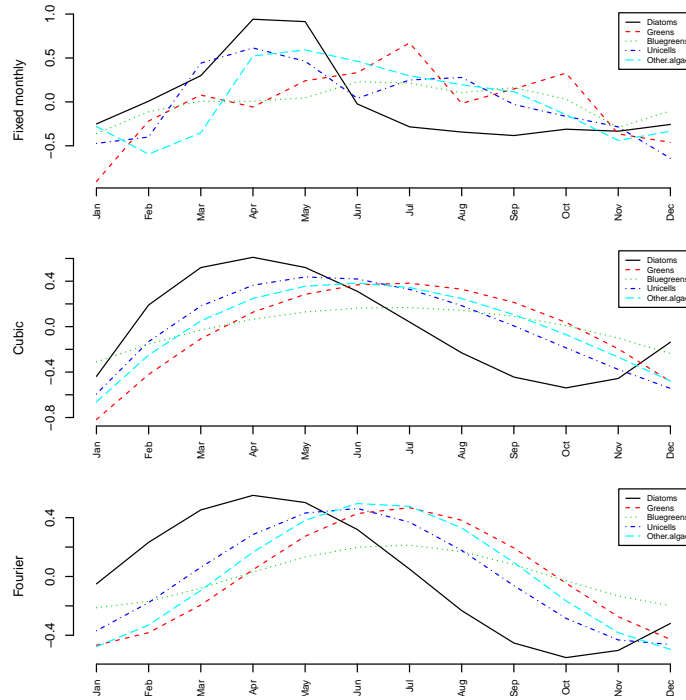 Fixed monthly
1.0
0.5
0.0
−0.5
Diatoms
Greens
Bluegreens
Unicells
Other.algae
Jan Feb Mar Apr May Jun Jul Aug Sep Oct Nov Dec
Cubic
0.4
0.0
−0.4
−0.8
Diatoms
Greens
Bluegreens
Unicells
Other.algae
Jan Feb Mar Apr May Jun Jul Aug Sep Oct Nov Dec
Fourier
0.4
0.0
−0.4
Diatoms
Greens
Bluegreens
Unicells
Other.algae
Jan Feb Mar Apr May Jun Jul Aug Sep Oct Nov Dec